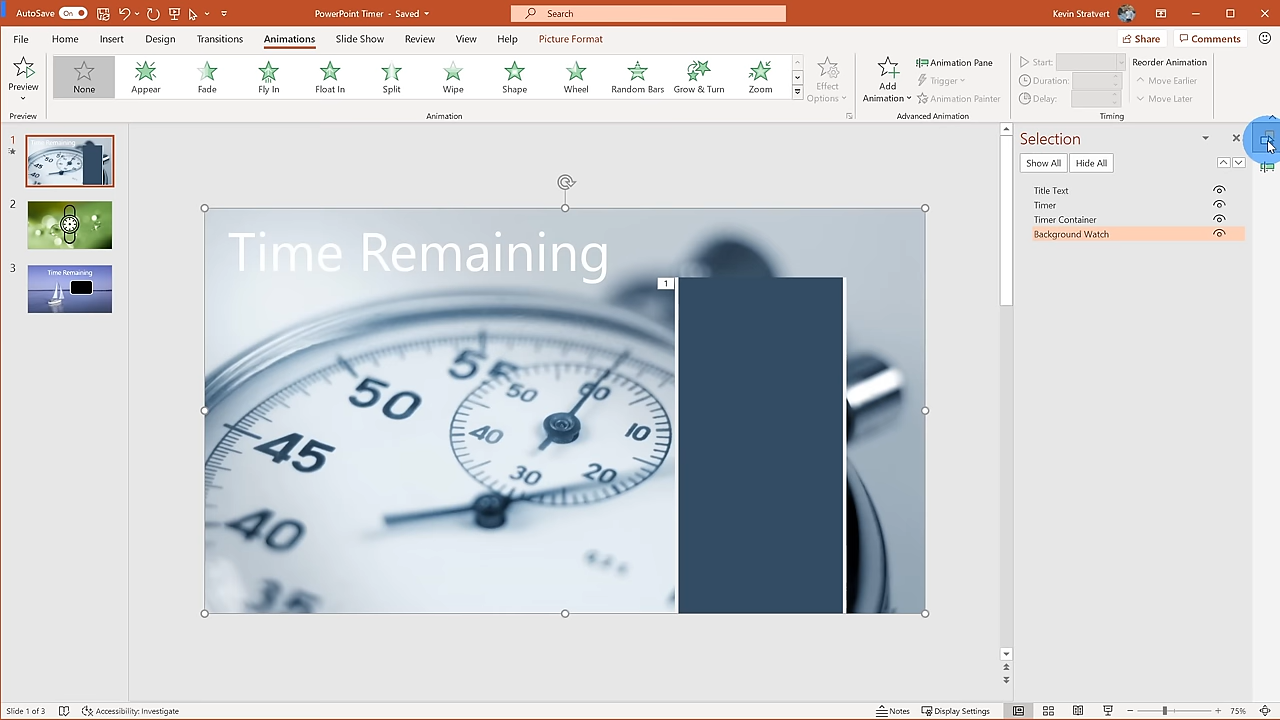 AutoSave On PowerPoint Timer - Saved Search Kevin Stratvert
File Home Insert Design Transitions Animations Slide Show Review View Help Picture Format Share Comments
Preview None Appear Fade Fly In Float In Split Wipe Shape Wheel Random Bars Grow & Turn Zoom Effect Options Add Animation Animation Pane Trigger Animation Painter Start: Duration: Delay: Reorder Animation Move Earlier Move Later
Preview Animation Advanced Animation Timing
Selection
Show All Hide All
Title Text
Timer
Timer Container
Background Watch
1
Time Remaining
2
3
Time Remaining
Time Remaining
1
55
50
45
40
35
60
50
10
40
20
30
Slide 1 of 3 Accessibility: Investigate Notes Display Settings 75%